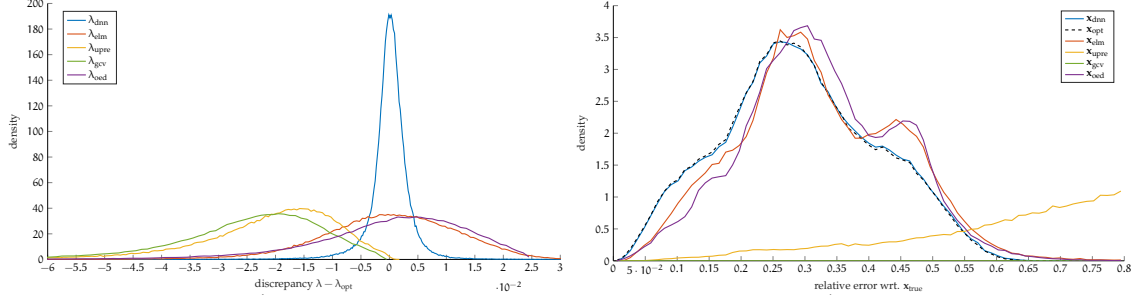 200
180
160
140
120
100
80
60
40
20
0
density
λdnn
λelm
λupre
λgcv
λoed
−6 −5.5 −5 −4.5 −4 −3.5 −3 −2.5 −2 −1.5 −1 −0.5 0 0.5 1 1.5 2 2.5 3
discrepancy λ − λopt
·10−2
4
3.5
3
2.5
2
1.5
1
0.5
0
density
xdnn
xopt
xelm
xupre
xgcv
xoed
0 5·10−2 0.1 0.15 0.2 0.25 0.3 0.35 0.4 0.45 0.5 0.55 0.6 0.65 0.7 0.75 0.8
relative error wrt. xtrue